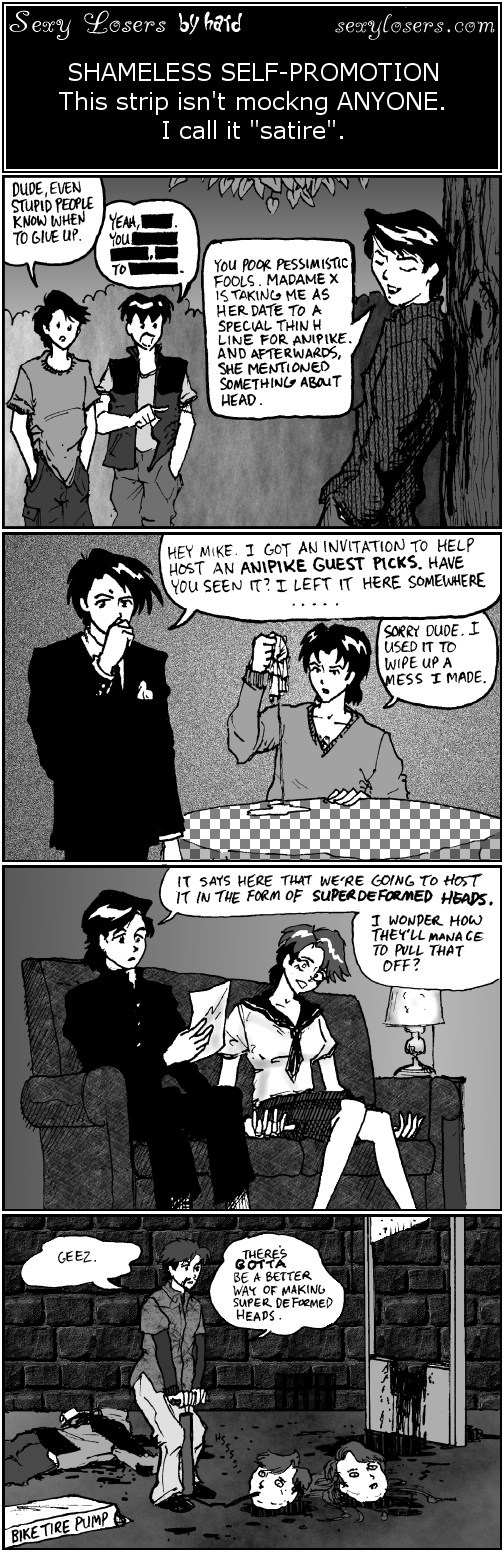 Sexy Losers by hard
sexylosers.com
SHAMELESS SELF-PROMOTION
This strip isn't mockng ANYONE.
I call it "satire".
DUDE, EVEN
STUPID PEOPLE
KNOW WHEN
TO GIVE UP.
YEAH,
YOU
,
TO .
YOU POOR PESSIMISTIC
FOOLS. MADAME X
IS TAKING ME AS
HER DATE TO A
SPECIAL THIN H
LINE FOR ANIPIKE.
AND AFTERWARDS,
SHE MENTIONED
SOMETHING ABOUT
HEAD.
HEY MIKE. I GOT AN INVITATION TO HELP
HOST AN ANIPIKE GUEST PICKS. HAVE
YOU SEEN IT? I LEFT IT HERE SOMEWHERE
.....
SORRY DUDE. I
USED IT TO
WIPE UP A
MESS I MADE.
IT SAYS HERE THAT WE'RE GOING TO HOST
IT IN THE FORM OF SUPER DEFORMED HEADS.
I WONDER HOW
THEY'LL MANAGE
TO PULL THAT
OFF?
GEEZ.
THERE'S
GOTTA
BE A BETTER
WAY OF MAKING
SUPER DEFORMED
HEADS.
HSSSSS
BIKE TIRE PUMP